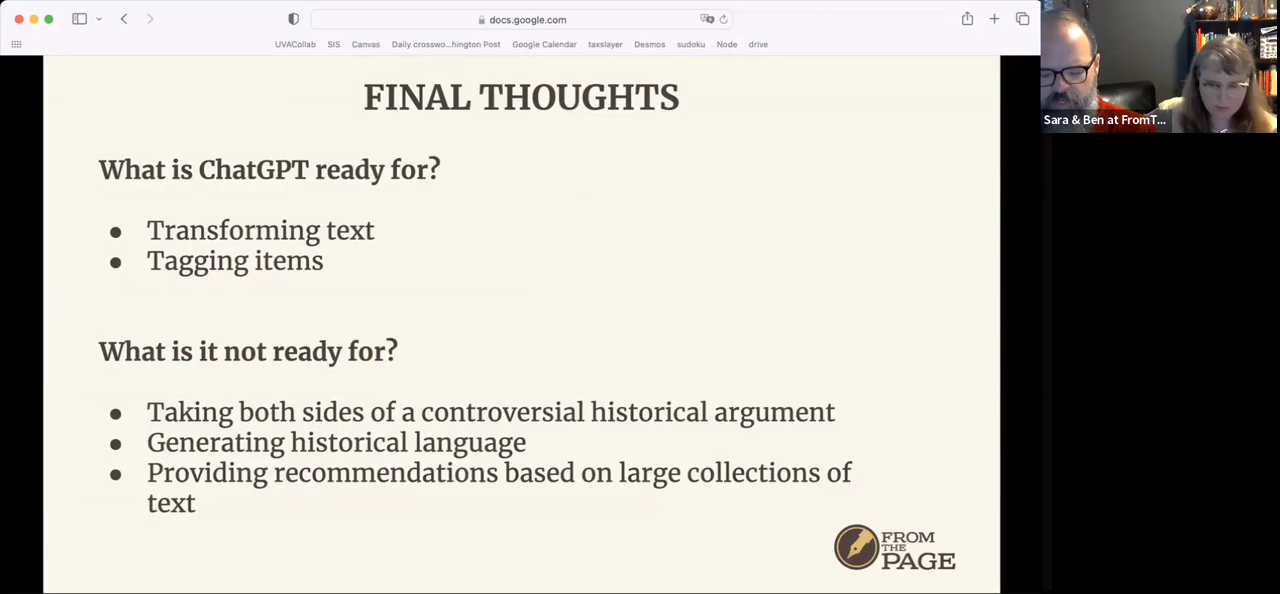 docs.google.com
UVACollab SIS Canvas Daily crosswo...hington Post Google Calendar taxslayer Desmos sudoku Node drive
Sara & Ben at FromT...
FINAL THOUGHTS
What is ChatGPT ready for?
● Transforming text
● Tagging items
What is it not ready for?
● Taking both sides of a controversial historical argument
● Generating historical language
● Providing recommendations based on large collections of
text
FROM
THE
PAGE